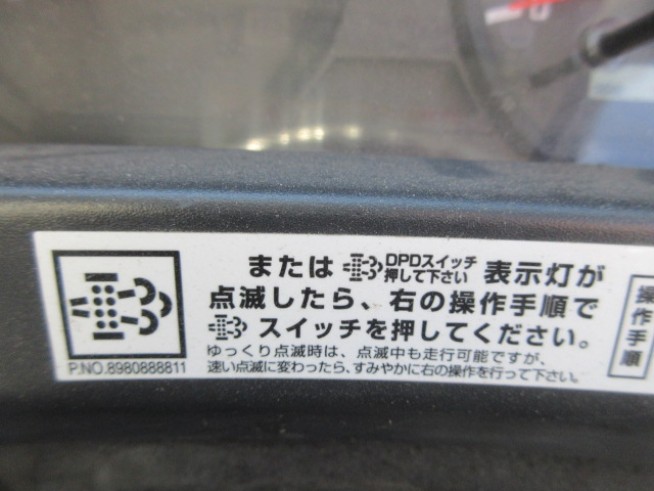 または DPDスイッチ 押して下さい 表示灯が
点滅したら、右の操作手順で
スイッチを押してください。
ゆっくり点滅時は、点滅中も走行可能ですが、
速い点滅に変わったら、すみやかに右の操作を行って下さい。
P.NO.8980888811
操作手順
0